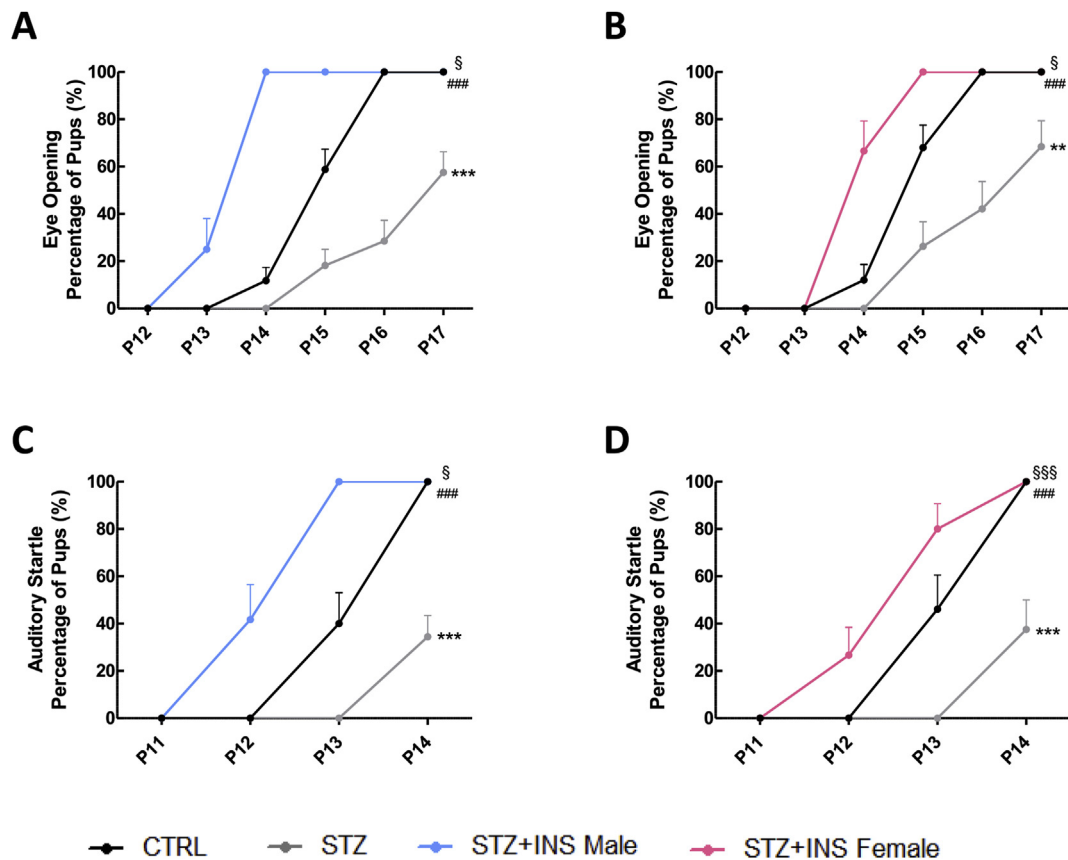 A
Eye Opening
Percentage of Pups (%)
100
80
60
40
20
0
P12
P13
P14
P15
P16
P17
§
###
***
B
Eye Opening
Percentage of Pups (%)
100
80
60
40
20
0
P12
P13
P14
P15
P16
P17
§
###
**
C
Auditory Startle
Percentage of Pups (%)
100
80
60
40
20
0
P11
P12
P13
P14
§
###
***
D
Auditory Startle
Percentage of Pups (%)
100
80
60
40
20
0
P11
P12
P13
P14
§§§
###
***
CTRL STZ STZ+INS Male STZ+INS Female